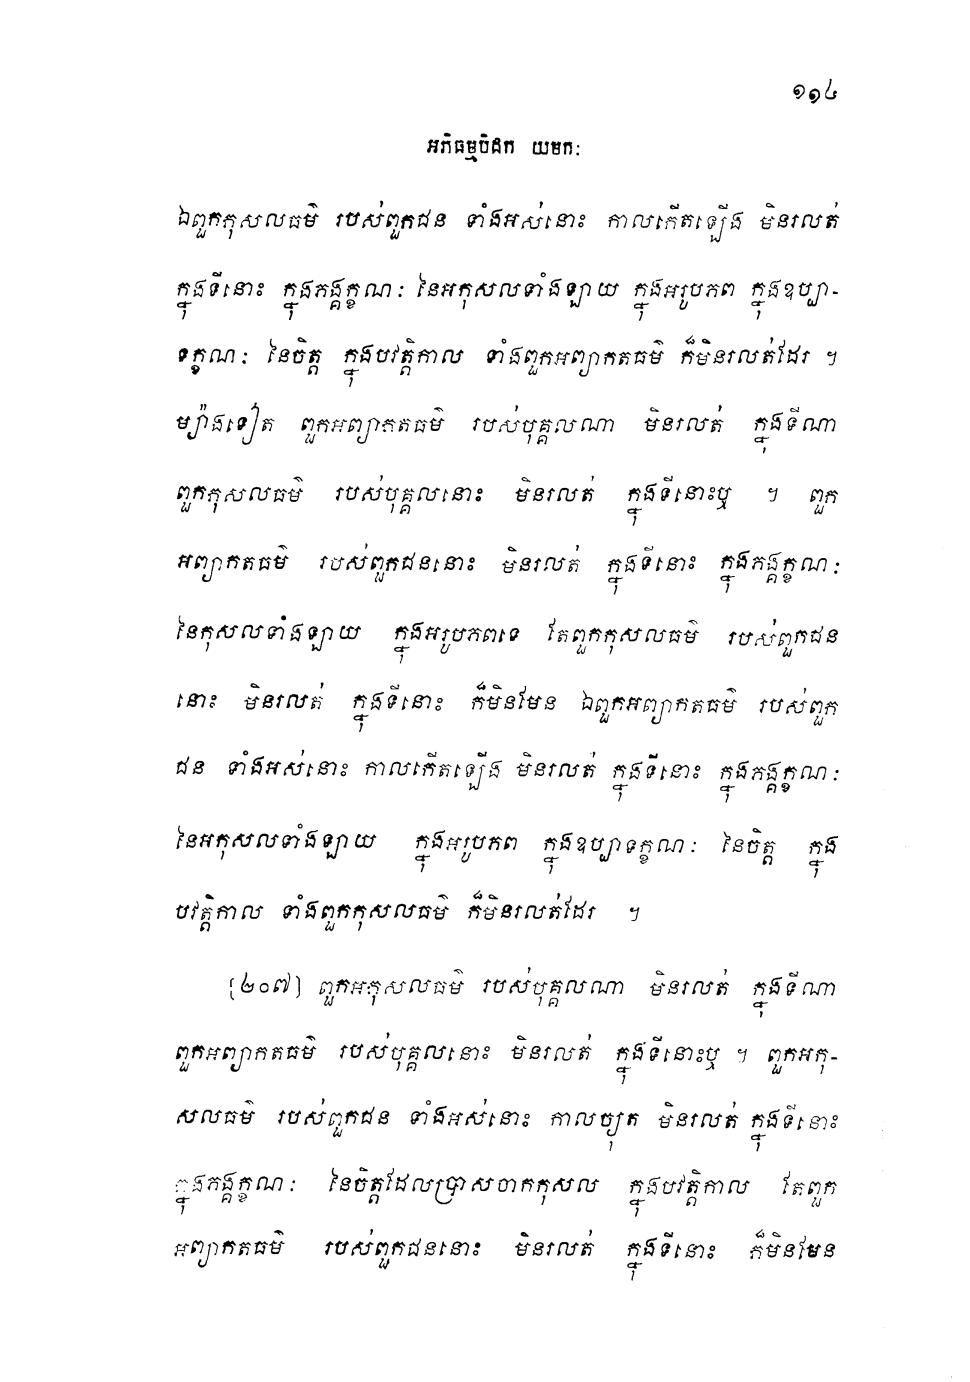 ១១៤
អភិធម្មបិដក យមកៈ
ឯពួកកុសលធម៌ របស់ពួកជន ទាំងអស់នោះ កាលកើតឡើង មិនរលត់
ក្នុងទីនោះ ក្នុងភង្គក្ខណៈ នៃអកុសលទាំងឡាយ ក្នុងអរូបភព ក្នុងឧប្បា-
ទក្ខណៈ នៃចិត្ត ក្នុងបវត្តិកាល ទាំងពួកអព្យាកតធម៌ ក៏មិនរលត់ដែរ ។
ម្យ៉ាងទៀត ពួកអព្យាកតធម៌ របស់បុគ្គលណា មិនរលត់ ក្នុងទីណា
ពួកកុសលធម៌ របស់បុគ្គលនោះ មិនរលត់ ក្នុងទីនោះឬ ។ ពួក
អព្យាកតធម៌ របស់ពួកជននោះ មិនរលត់ ក្នុងទីនោះ ក្នុងភង្គក្ខណៈ
នៃកុសលទាំងឡាយ ក្នុងអរូបភពទេ តែពួកកុសលធម៌ របស់ពួកជន
នោះ មិនរលត់ ក្នុងទីនោះ ក៏មិនមែន ឯពួកអព្យាកតធម៌ របស់ពួក
ជន ទាំងអស់នោះ កាលកើតឡើង មិនរលត់ ក្នុងទីនោះ ក្នុងភង្គក្ខណៈ
នៃអកុសលទាំងឡាយ ក្នុងអរូបភព ក្នុងឧប្បាទក្ខណៈ នៃចិត្ត ក្នុង
បវត្តិកាល ទាំងពួកកុសលធម៌ ក៏មិនរលត់ដែរ ។
[២០៧] ពួកអកុសលធម៌ របស់បុគ្គលណា មិនរលត់ ក្នុងទីណា
ពួកអព្យាកតធម៌ របស់បុគ្គលនោះ មិនរលត់ ក្នុងទីនោះឬ ។ ពួកអកុ-
សលធម៌ របស់ពួកជន ទាំងអស់នោះ កាលច្យុត មិនរលត់ ក្នុងទីនោះ
ក្នុងភង្គក្ខណៈ នៃចិត្តដែលប្រាសចាកកុសល ក្នុងបវត្តិកាល តែពួក
អព្យាកតធម៌ របស់ពួកជននោះ មិនរលត់ ក្នុងទីនោះ ក៏មិនមែន